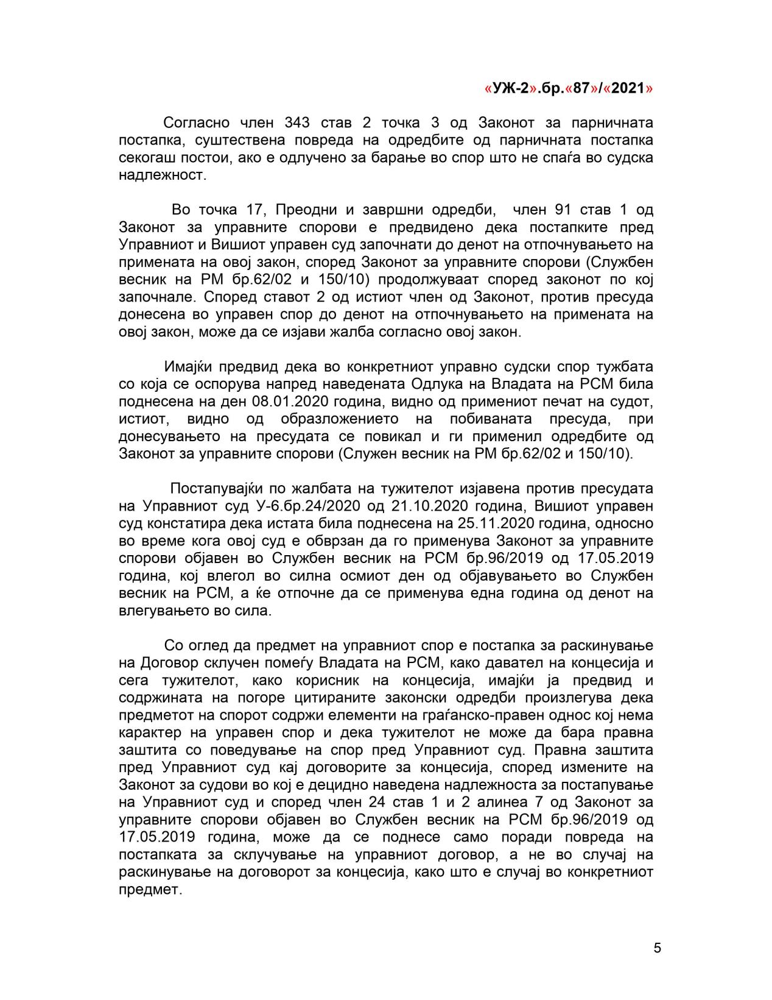 «УЖ-2».бр.«87»/«2021»
Согласно член 343 став 2 точка 3 од Законот за парничната
постапка, суштествена повреда на одредбите од парничната постапка
секогаш постои, ако е одлучено за барање во спор што не спаѓа во судска
надлежност.
Во точка 17, Преодни и завршни одредби, член 91 став 1 од
Законот за управните спорови е предвидено дека постапките пред
Управниот и Вишиот управен суд започнати до денот на отпочнувањето на
примената на овој закон, според Законот за управните спорови (Службен
весник на РМ бр.62/02 и 150/10) продолжуваат според законот по кој
започнале. Според ставот 2 од истиот член од Законот, против пресуда
донесена во управен спор до денот на отпочнувањето на примената на
овој закон, може да се изјави жалба согласно овој закон.
Имајќи предвид дека во конкретниот управно судски спор тужбата
со која се оспорува напред наведената Одлука на Владата на РСМ била
поднесена на ден 08.01.2020 година, видно од примениот печат на судот,
истиот, видно од образложението на побиваната пресуда, при
донесувањето на пресудата се повикал и ги применил одредбите од
Законот за управните спорови (Служен весник на РМ бр.62/02 и 150/10).
Постапувајќи по жалбата на тужителот изјавена против пресудата
на Управниот суд У-6.бр.24/2020 од 21.10.2020 година, Вишиот управен
суд констатира дека истата била поднесена на 25.11.2020 година, односно
во време кога овој суд е обврзан да го применува Законот за управните
спорови објавен во Службен весник на РСМ бр.96/2019 од 17.05.2019
година, кој влегол во силна осмиот ден од објавувањето во Службен
весник на РСМ, а ќе отпочне да се применува една година од денот на
влегувањето во сила.
Со оглед да предмет на управниот спор е постапка за раскинување
на Договор склучен помеѓу Владата на РСМ, како давател на концесија и
сега тужителот, како корисник на концесија, имајќи ја предвид и
содржината на погоре цитираните законски одредби произлегува дека
предметот на спорот содржи елементи на граѓанско-правен однос кој нема
карактер на управен спор и дека тужителот не може да бара правна
заштита со поведување на спор пред Управниот суд. Правна заштита
пред Управниот суд кај договорите за концесија, според измените на
Законот за судови во кој е децидно наведена надлежноста за постапување
на Управниот суд и според член 24 став 1 и 2 алинеа 7 од Законот за
управните спорови објавен во Службен весник на РСМ бр.96/2019 од
17.05.2019 година, може да се поднесе само поради повреда на
постапката за склучување на управниот договор, а не во случај на
раскинување на договорот за концесија, како што е случај во конкретниот
предмет.
5